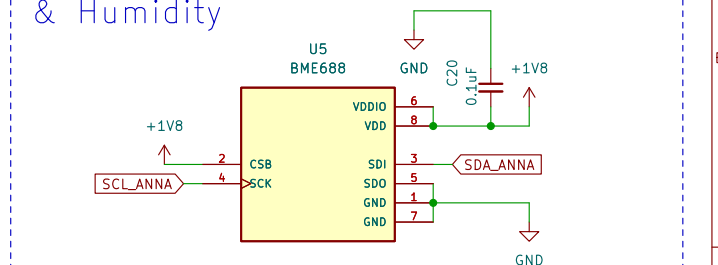 & Humidity
U5
BME688
GND
C20
0.1uF
+1V8
VDDIO 6
VDD 8
+1V8
2 CSB
SDI 3
SDA_ANNA
SCL_ANNA
4 SCK
SDO 5
GND 1
GND 7
GND